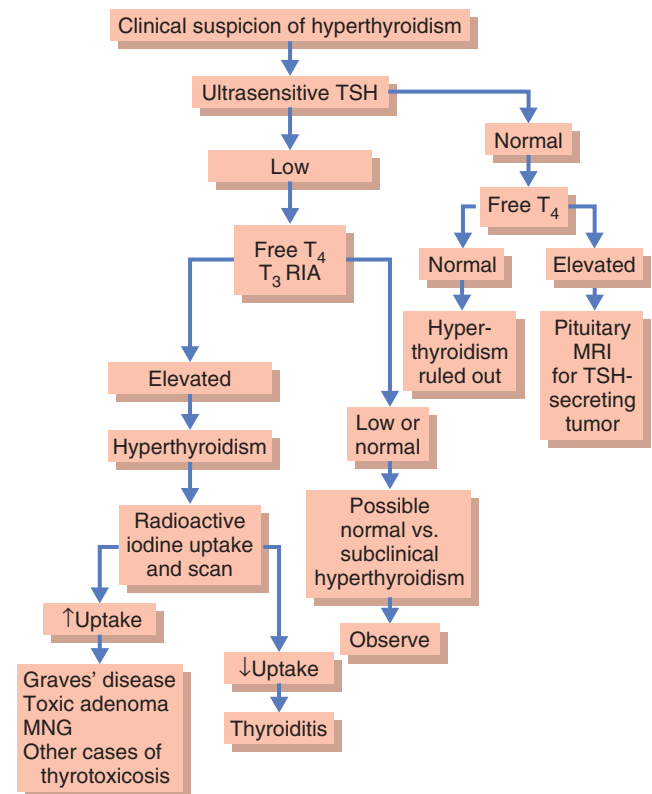 Clinical suspicion of hyperthyroidism
Ultrasensitive TSH
Normal
Low
Free T4
Free T4
T3 RIA
Normal
Elevated
Hyper-
thyroidism
ruled out
Pituitary
MRI
for TSH-
secreting
tumor
Elevated
Low or
normal
Hyperthyroidism
Possible
normal vs.
subclinical
hyperthyroidism
Radioactive
iodine uptake
and scan
↑Uptake
Observe
↓Uptake
Graves' disease
Toxic adenoma
MNG
Other cases of
thyrotoxicosis
Thyroiditis